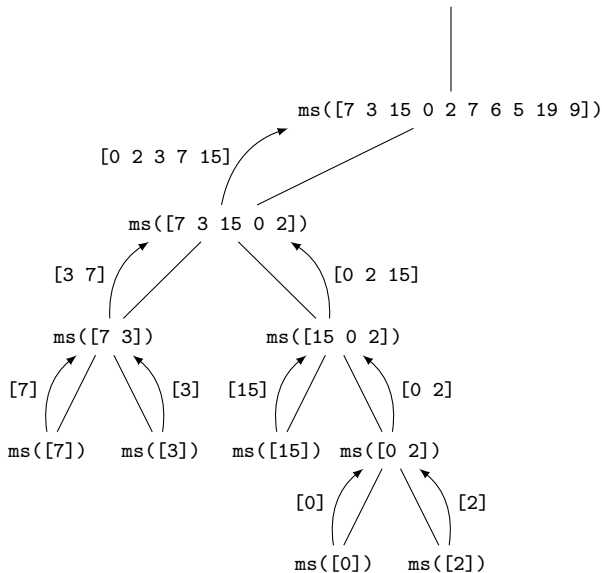 ms([7 3 15 0 2 7 6 5 19 9])
[0 2 3 7 15]
ms([7 3 15 0 2])
[3 7]
[0 2 15]
ms([7 3])
ms([15 0 2])
[7]
[3]
[15]
[0 2]
ms([7])
ms([3])
ms([15])
ms([0 2])
[0]
[2]
ms([0])
ms([2])